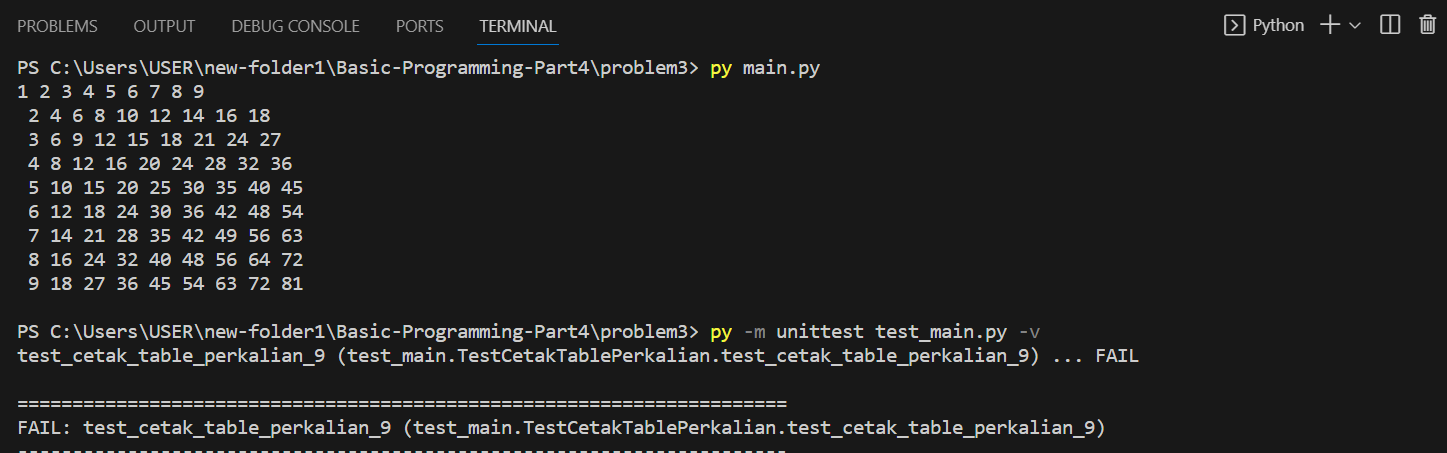 PROBLEMS OUTPUT DEBUG CONSOLE PORTS TERMINAL Python
PS C:\Users\USER\new-folder1\Basic-Programming-Part4\problem3> py main.py
1 2 3 4 5 6 7 8 9
 2 4 6 8 10 12 14 16 18
 3 6 9 12 15 18 21 24 27
 4 8 12 16 20 24 28 32 36
 5 10 15 20 25 30 35 40 45
 6 12 18 24 30 36 42 48 54
 7 14 21 28 35 42 49 56 63
 8 16 24 32 40 48 56 64 72
 9 18 27 36 45 54 63 72 81
PS C:\Users\USER\new-folder1\Basic-Programming-Part4\problem3> py -m unittest test_main.py -v
test_cetak_table_perkalian_9 (test_main.TestCetakTablePerkalian.test_cetak_table_perkalian_9) ... FAIL
======================================================================
FAIL: test_cetak_table_perkalian_9 (test_main.TestCetakTablePerkalian.test_cetak_table_perkalian_9)
----------------------------------------------------------------------